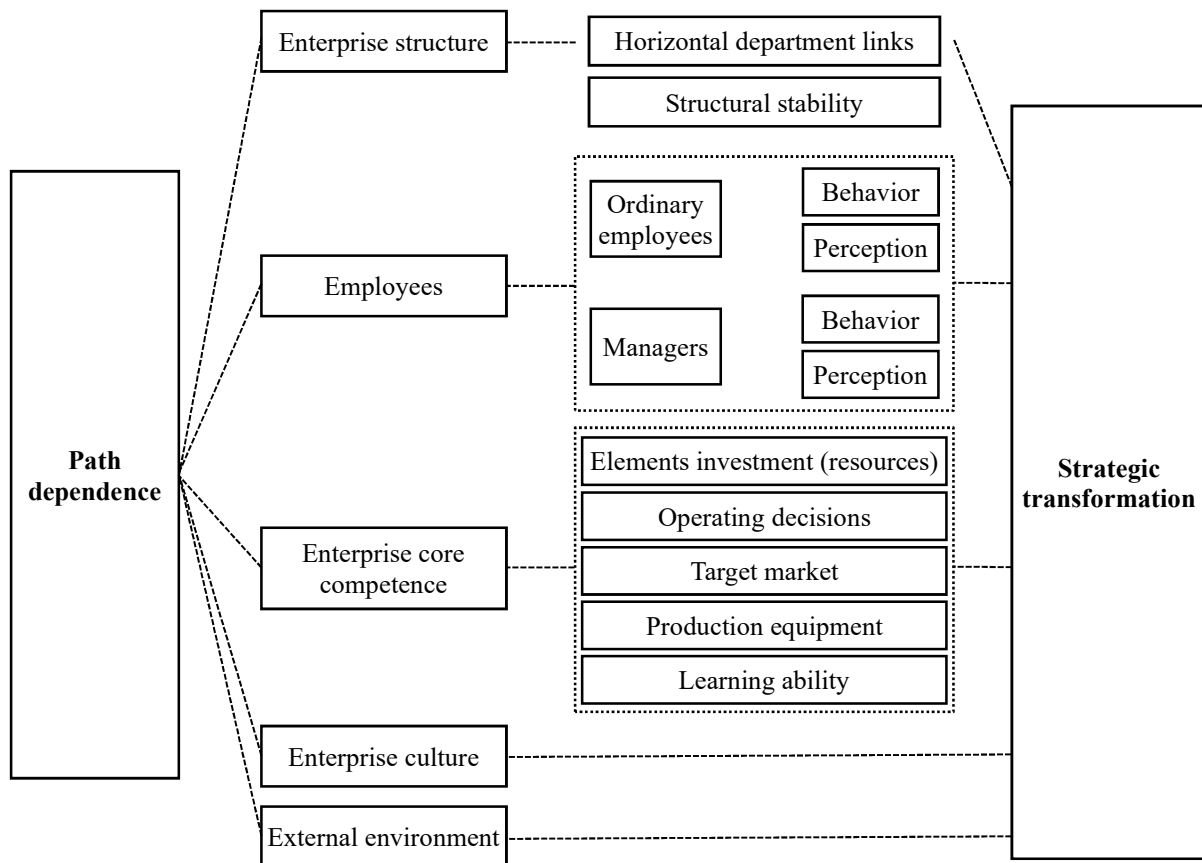 Enterprise structure
Horizontal department links
Structural stability
Path
dependence
Employees
Ordinary
employees
Behavior
Perception
Managers
Behavior
Perception
Enterprise core
competence
Elements investment (resources)
Operating decisions
Target market
Production equipment
Learning ability
Enterprise culture
External environment
Strategic
transformation